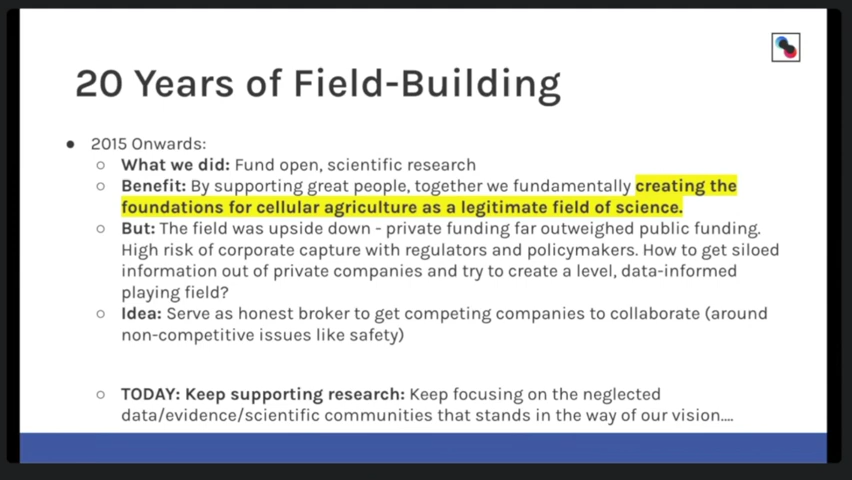 20 Years of Field-Building
● 2015 Onwards:
○ What we did: Fund open, scientific research
○ Benefit: By supporting great people, together we fundamentally creating the
foundations for cellular agriculture as a legitimate field of science.
○ But: The field was upside down - private funding far outweighed public funding.
High risk of corporate capture with regulators and policymakers. How to get siloed
information out of private companies and try to create a level, data-informed
playing field?
○ Idea: Serve as honest broker to get competing companies to collaborate (around
non-competitive issues like safety)
○ TODAY: Keep supporting research: Keep focusing on the neglected
data/evidence/scientific communities that stands in the way of our vision....